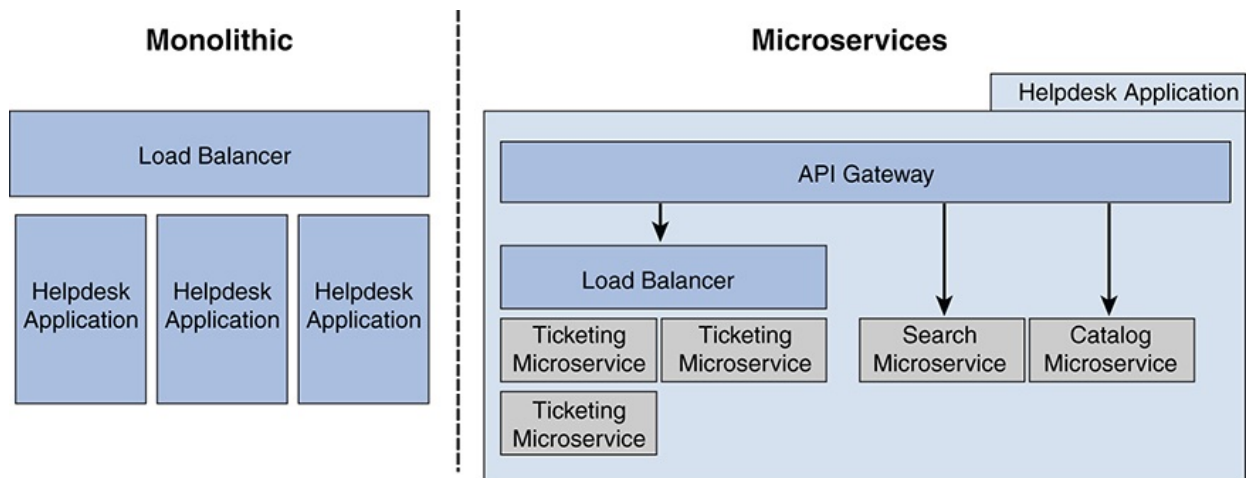 Monolithic
Load Balancer
Helpdesk
Application
Helpdesk
Application
Helpdesk
Application
Microservices
Helpdesk Application
API Gateway
Load Balancer
Ticketing
Microservice
Ticketing
Microservice
Ticketing
Microservice
Search
Microservice
Catalog
Microservice